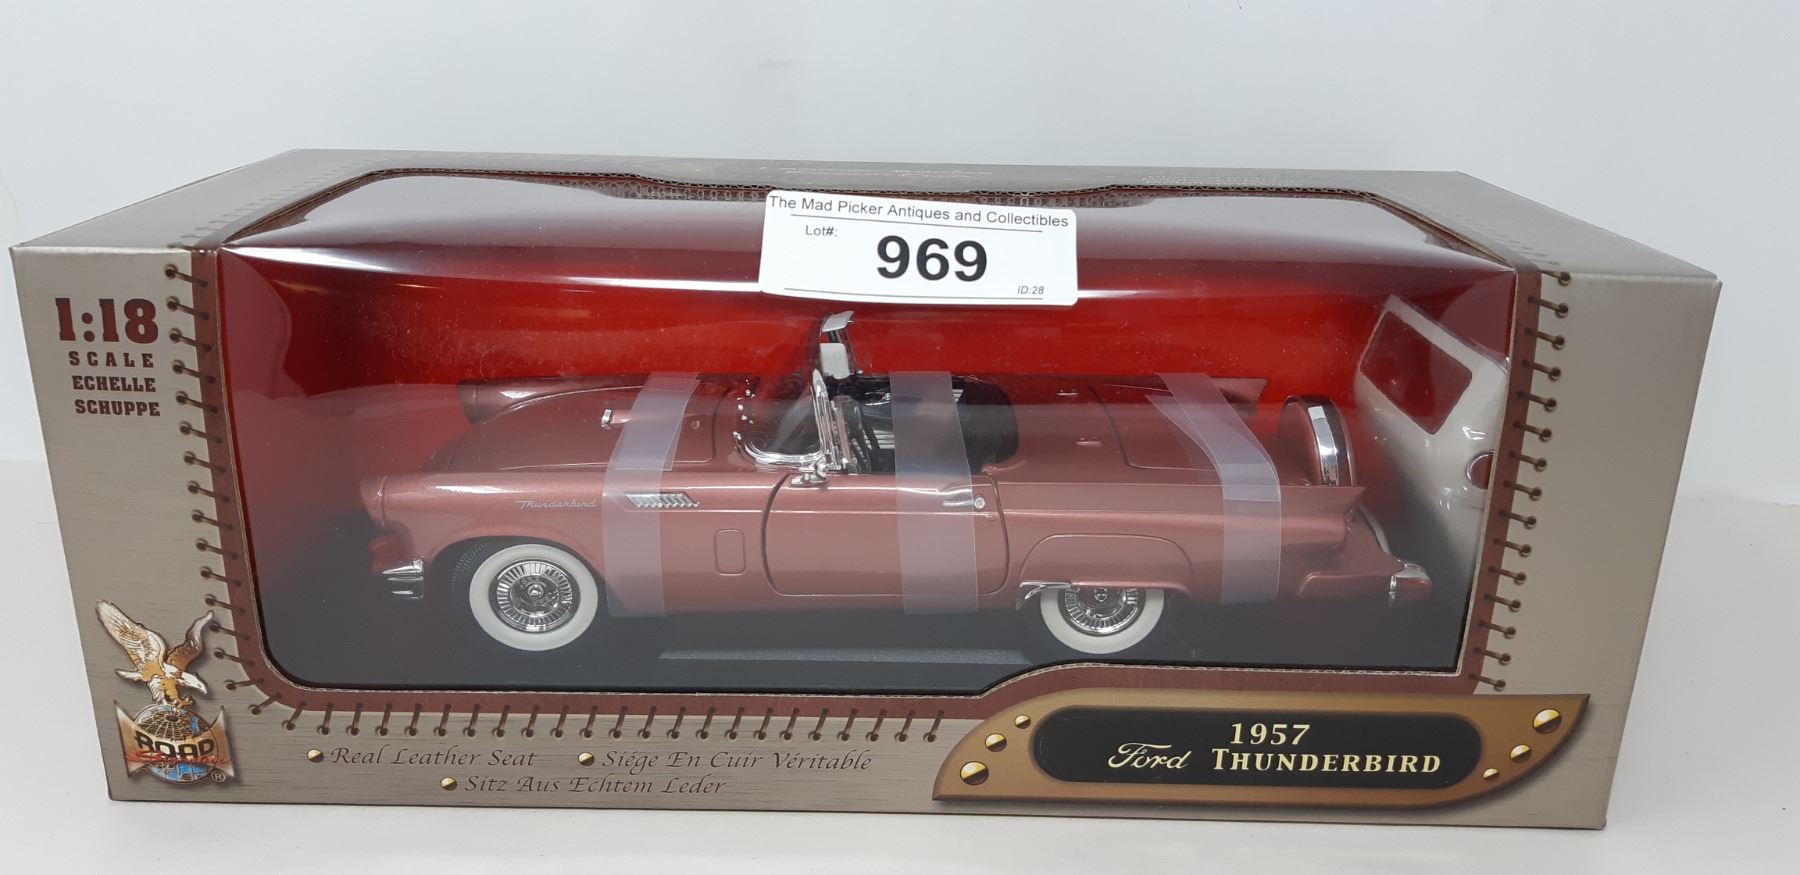 The Mad Picker Antiques and Collectibles
Lot#:
969
ID:28
1:18
SCALE
ECHELLE
SCHUPPE
Thunderbird
ROAD
®
Real Leather Seat
Siége En Cuir Véritable
Sitz Aus Echtem Leder
1957
Ford THUNDERBIRD